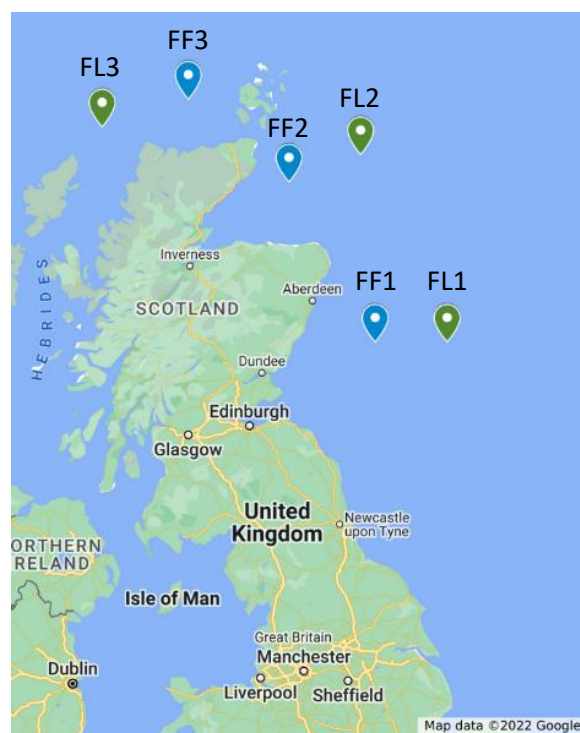 FF3
FL3
FL2
FF2
Inverness
HEBRIDES
SCOTLAND
Aberdeen
FF1
FL1
Dundee
Edinburgh
Glasgow
United
Kingdom
Newcastle
upon Tyne
ORTHERN
RELAND
Isle of Man
Great Britain
Manchester
Dublin
Liverpool
Sheffield
Map data ©2022 Google